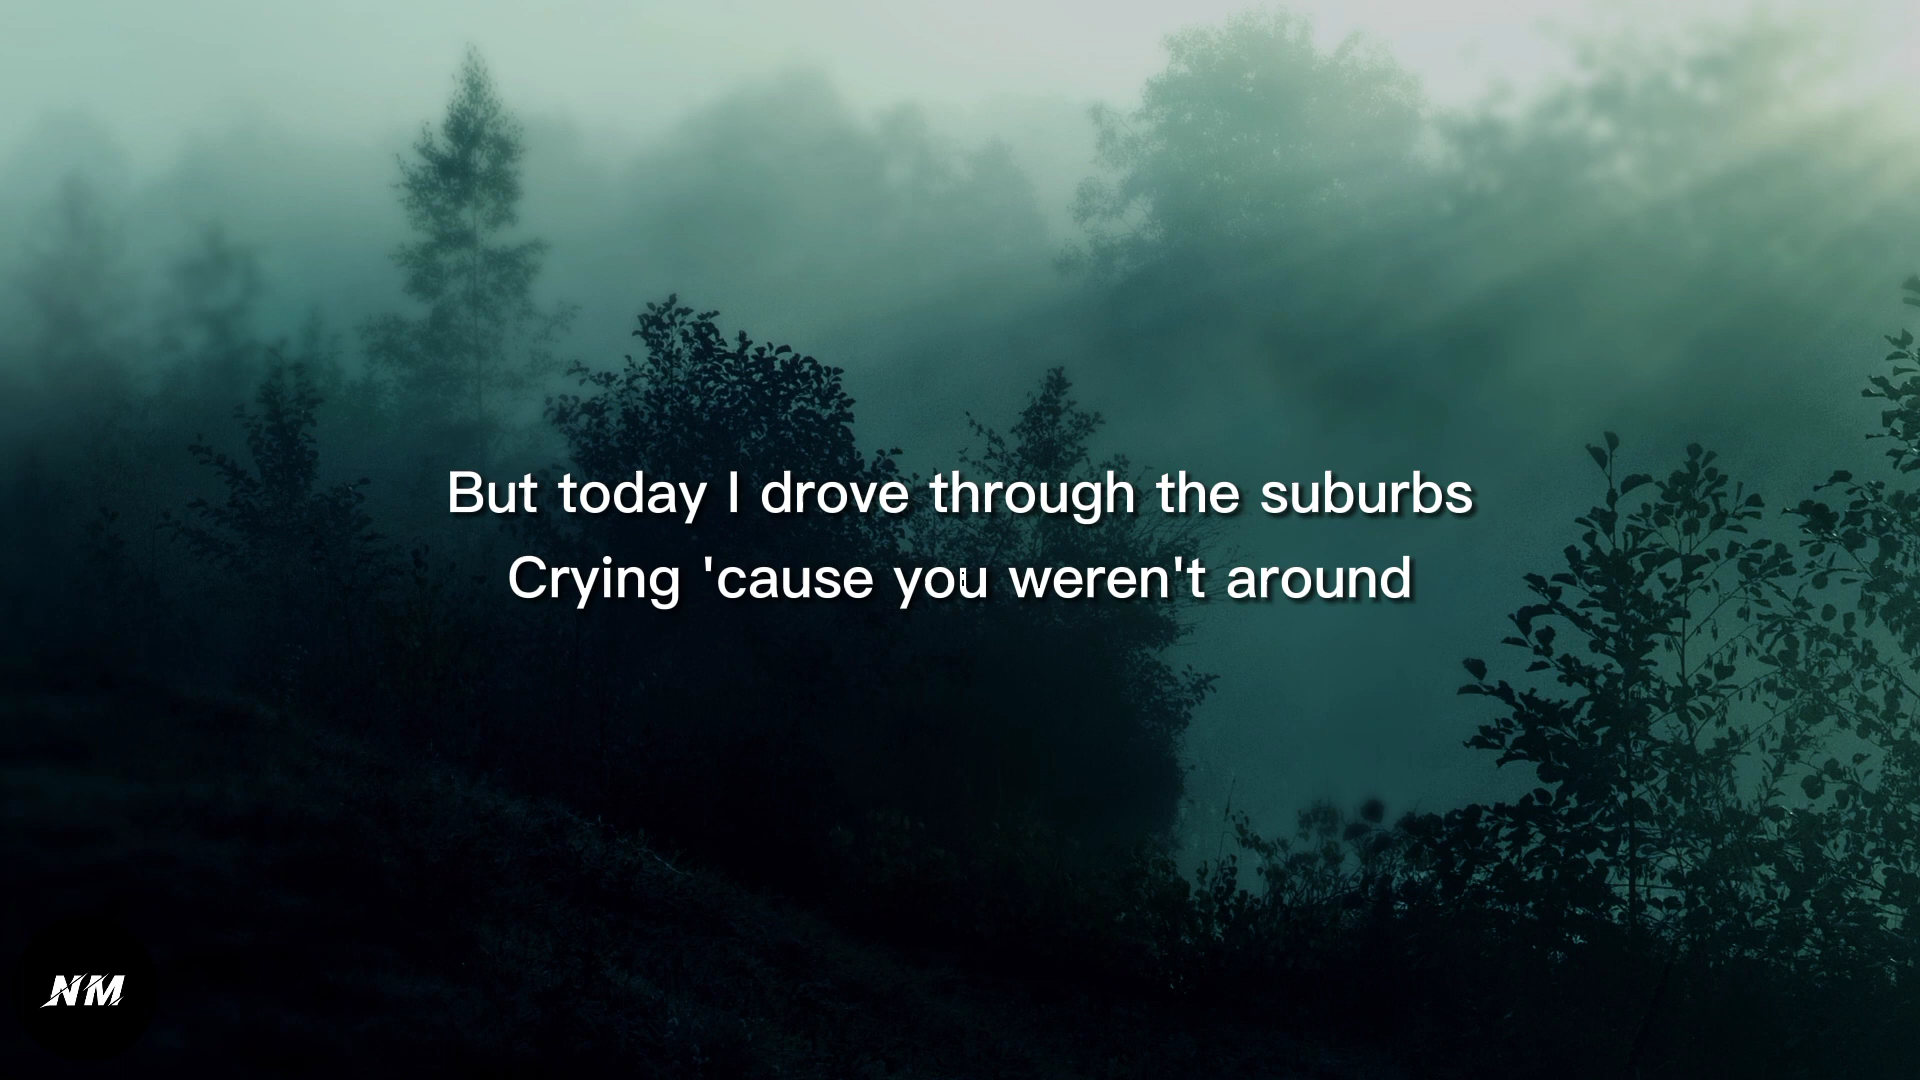 But today I drove through the suburbs
Crying 'cause you weren't around
NM